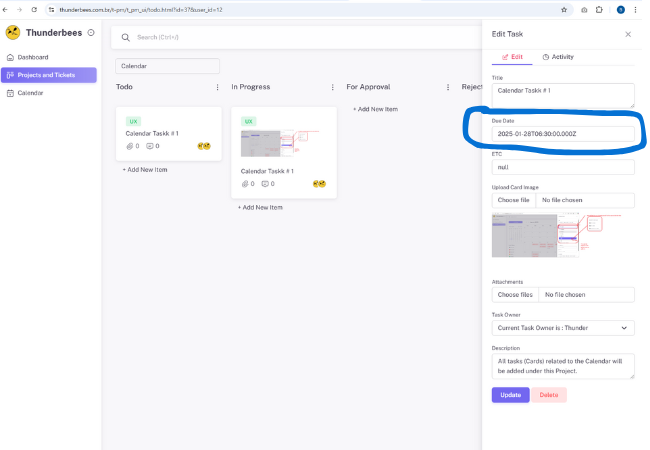 thunderbees.com.br/t-pm/t_pm_ui/todo.html?id=37&user_id=12
Thunderbees
Search (Ctrl+/)
Dashboard
Projects and Tickets
Calendar
Calendar
Todo
UX
Calendar Taskk # 1
0 0
+ Add New Item
In Progress
UX
Calendar Taskk # 1
0 0
+ Add New Item
For Approval
+ Add New Item
Reject
Edit Task
Edit Activity
Title
Calendar Taskk # 1
Due Date
2025-01-28T06:30:00.000Z
ETC
null
Upload Card Image
Choose file No file chosen
Attachments
Choose files No file chosen
Task Owner
Current Task Owner is : Thunder
Description
All tasks (Cards) related to the Calendar will
be added under this Project.
Update Delete